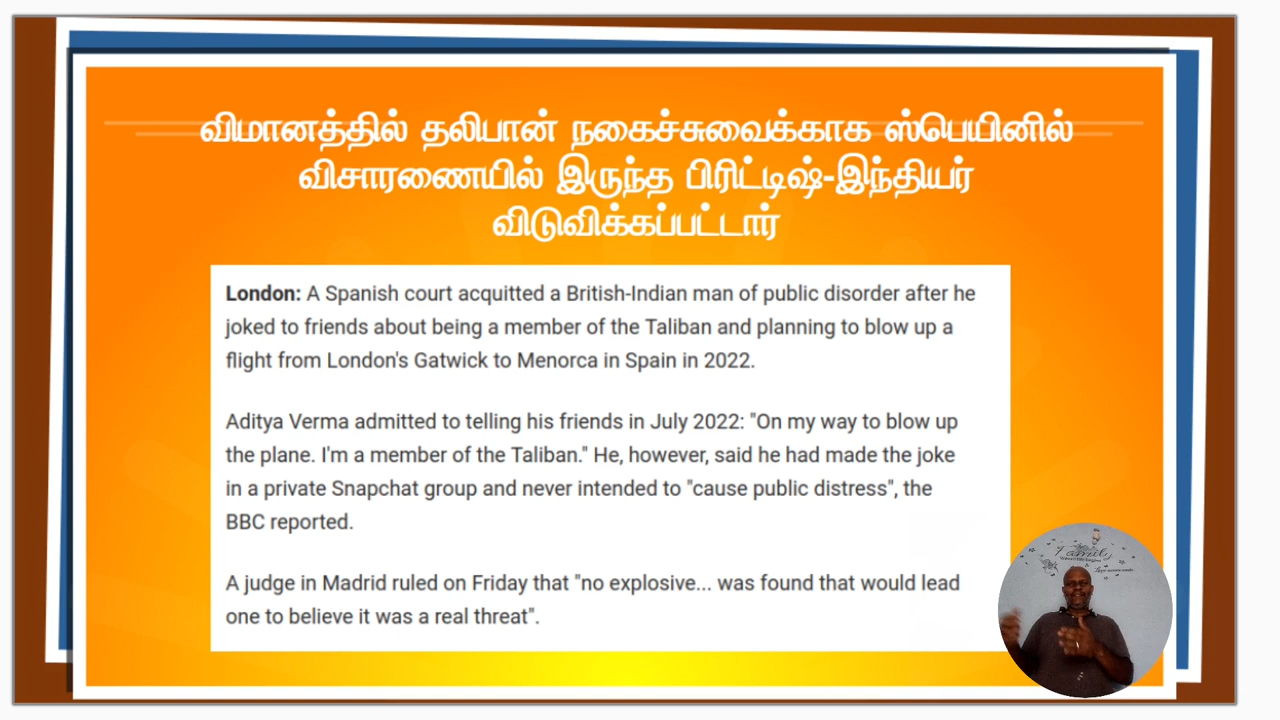 விமானத்தில் தலிபான் நகைச்சுவைக்காக ஸ்பெயினில்
விசாரணையில் இருந்த பிரிட்டிஷ்-இந்தியர்
விடுவிக்கப்பட்டார்
London: A Spanish court acquitted a British-Indian man of public disorder after he
joked to friends about being a member of the Taliban and planning to blow up a
flight from London's Gatwick to Menorca in Spain in 2022.
Aditya Verma admitted to telling his friends in July 2022: "On my way to blow up
the plane. I'm a member of the Taliban." He, however, said he had made the joke
in a private Snapchat group and never intended to "cause public distress", the
BBC reported.
A judge in Madrid ruled on Friday that "no explosive... was found that would lead
one to believe it was a real threat".
Family